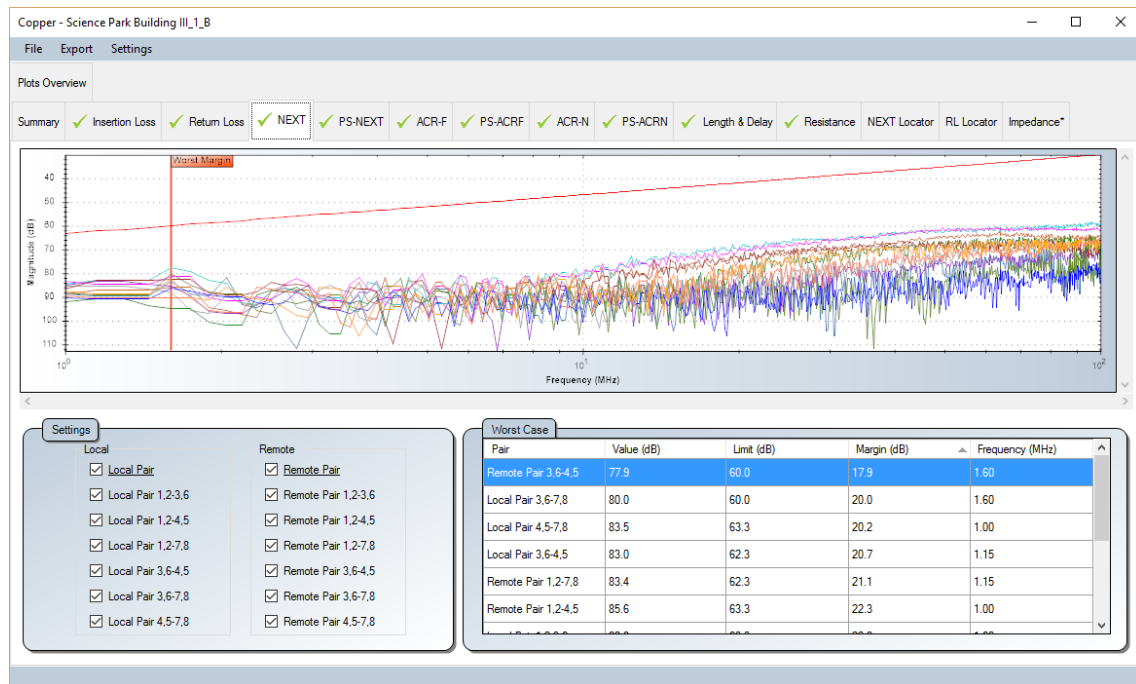 Copper - Science Park Building III_1_B
File Export Settings
Plots Overview
Summary Insertion Loss Return Loss NEXT PS-NEXT ACR-F PS-ACRF ACR-N PS-ACRN Length & Delay Resistance NEXT Locator RL Locator Impedance*
Worst Margin
40
50
60
70
80
90
100
110
Magnitude (dB)
10⁰ 10¹ 10²
Frequency (MHz)
Settings
Local Remote
Local Pair Remote Pair
Local Pair 1,2-3,6 Remote Pair 1,2-3,6
Local Pair 1,2-4,5 Remote Pair 1,2-4,5
Local Pair 1,2-7,8 Remote Pair 1,2-7,8
Local Pair 3,6-4,5 Remote Pair 3,6-4,5
Local Pair 3,6-7,8 Remote Pair 3,6-7,8
Local Pair 4,5-7,8 Remote Pair 4,5-7,8
Worst Case
Pair Value (dB) Limit (dB) Margin (dB) Frequency (MHz)
Remote Pair 3,6-4,5 77.9 60.0 17.9 1.60
Local Pair 3,6-7,8 80.0 60.0 20.0 1.60
Local Pair 4,5-7,8 83.5 63.3 20.2 1.00
Local Pair 3,6-4,5 83.0 62.3 20.7 1.15
Remote Pair 1,2-7,8 83.4 62.3 21.1 1.15
Remote Pair 1,2-4,5 85.6 63.3 22.3 1.00